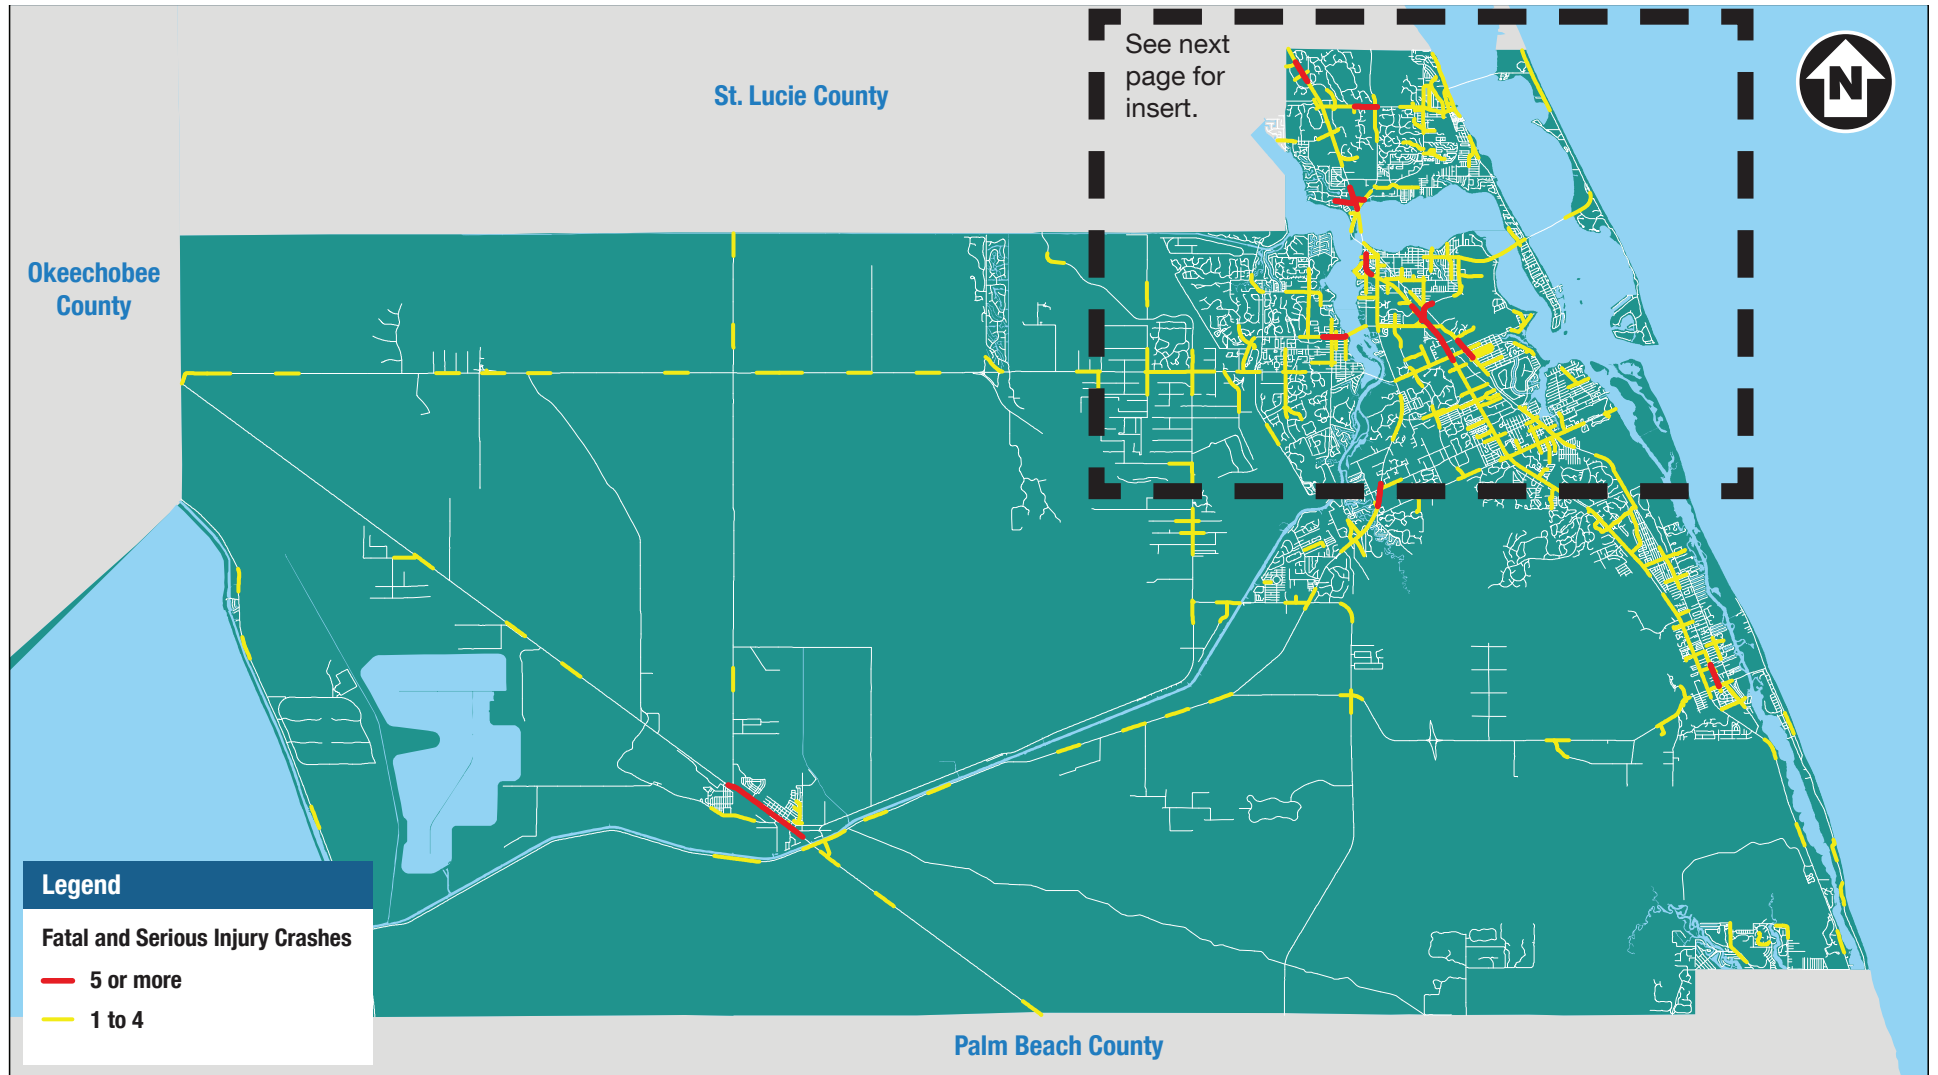 See next
page for
insert.
N
St. Lucie County
Okeechobee
County
Legend
Fatal and Serious Injury Crashes
5 or more
1 to 4
Palm Beach County